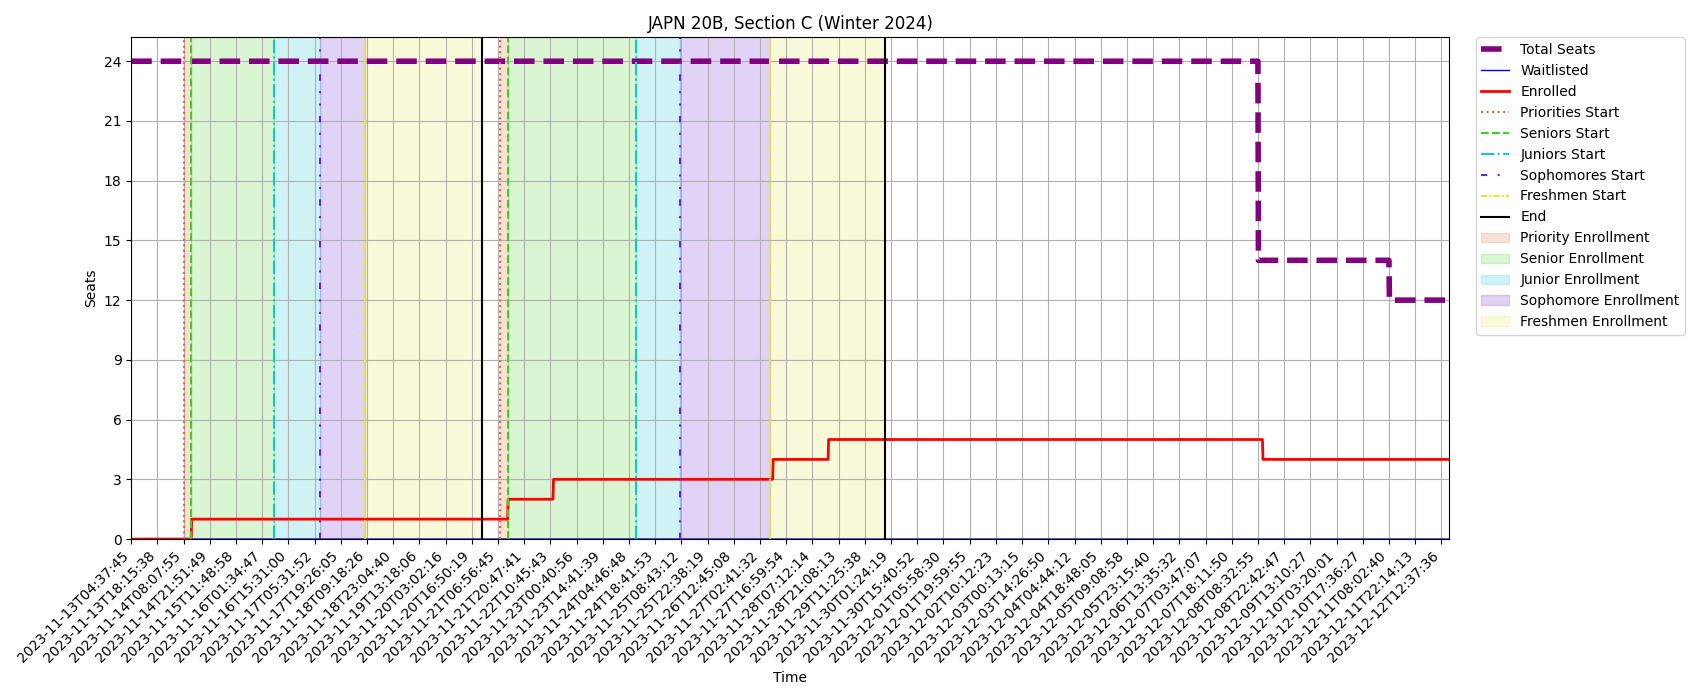 JAPN 20B, Section C (Winter 2024)
24
21
18
15
12
9
6
3
0
Seats
2023-11-13T04:37:45
2023-11-13T18:15:38
2023-11-14T08:07:55
2023-11-14T21:51:49
2023-11-15T11:48:58
2023-11-16T01:34:47
2023-11-16T15:31:00
2023-11-17T05:31:52
2023-11-17T19:26:05
2023-11-18T09:18:26
2023-11-18T23:04:40
2023-11-19T13:18:06
2023-11-20T03:02:16
2023-11-20T16:50:19
2023-11-21T06:56:45
2023-11-21T20:47:41
2023-11-22T10:45:43
2023-11-23T00:40:56
2023-11-23T14:41:39
2023-11-24T04:46:48
2023-11-24T18:41:53
2023-11-25T08:43:12
2023-11-25T22:38:19
2023-11-26T12:45:08
2023-11-27T02:41:32
2023-11-27T16:59:54
2023-11-28T07:12:14
2023-11-28T21:08:13
2023-11-29T11:25:38
2023-11-30T01:24:19
2023-11-30T15:40:52
2023-12-01T05:58:30
2023-12-01T19:59:55
2023-12-02T10:12:23
2023-12-03T00:13:15
2023-12-03T14:26:50
2023-12-04T04:44:12
2023-12-04T18:48:05
2023-12-05T09:08:58
2023-12-05T23:15:40
2023-12-06T13:35:32
2023-12-07T03:47:07
2023-12-07T18:11:50
2023-12-08T08:32:55
2023-12-08T22:42:47
2023-12-09T13:10:27
2023-12-10T03:20:01
2023-12-10T17:36:27
2023-12-11T08:02:40
2023-12-11T22:14:13
2023-12-12T12:37:36
Time
Total Seats
Waitlisted
Enrolled
Priorities Start
Seniors Start
Juniors Start
Sophomores Start
Freshmen Start
End
Priority Enrollment
Senior Enrollment
Junior Enrollment
Sophomore Enrollment
Freshmen Enrollment